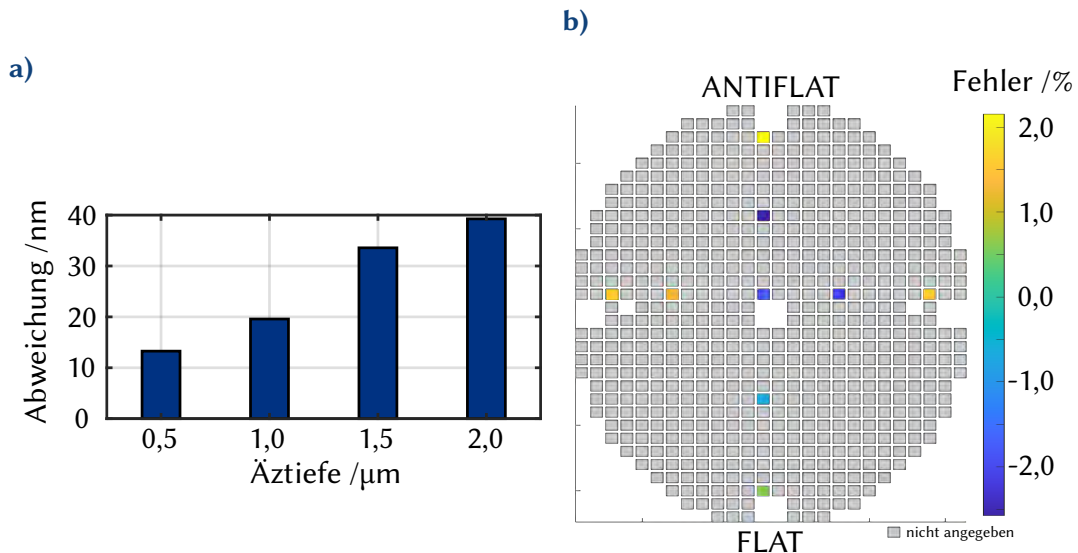 a)
Abweichung /nm
40
30
20
10
0
0,5 1,0 1,5 2,0
Äztiefe /µm
b)
ANTIFLAT
Fehler /%
2,0
1,0
0,0
-1,0
-2,0
nicht angegeben
FLAT